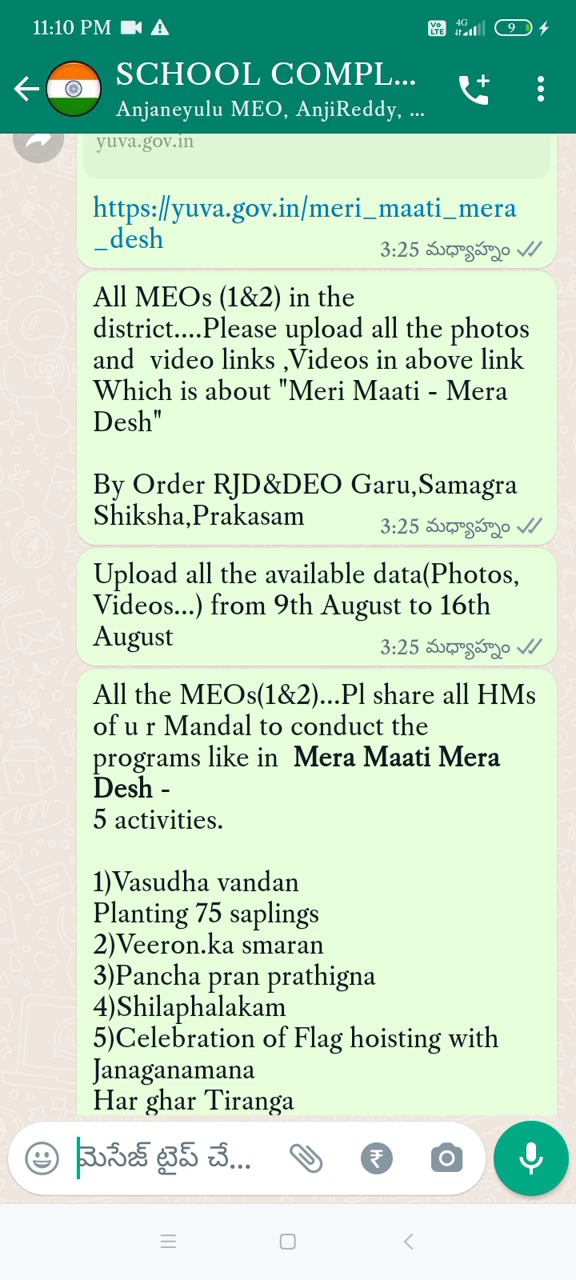 11:10 PM
Vo LTE
4G
9
SCHOOL COMPL...
Anjaneyulu MEO, AnjiReddy, ...
yuva.gov.in
https://yuva.gov.in/meri_maati_mera
_desh
3:25 మధ్యాహ్నం
All MEOs (1&2) in the
district....Please upload all the photos
and  video links ,Videos in above link
Which is about "Meri Maati - Mera
Desh"
By Order RJD&DEO Garu,Samagra
Shiksha,Prakasam
3:25 మధ్యాహ్నం
Upload all the available data(Photos,
Videos...) from 9th August to 16th
August
3:25 మధ్యాహ్నం
All the MEOs(1&2)...Pl share all HMs
of u r Mandal to conduct the
programs like in  Mera Maati Mera
Desh -
5 activities.
1)Vasudha vandan
Planting 75 saplings
2)Veeron.ka smaran
3)Pancha pran prathigna
4)Shilaphalakam
5)Celebration of Flag hoisting with
Janaganamana
Har ghar Tiranga
మెసేజ్ టైప్ చే...
₹